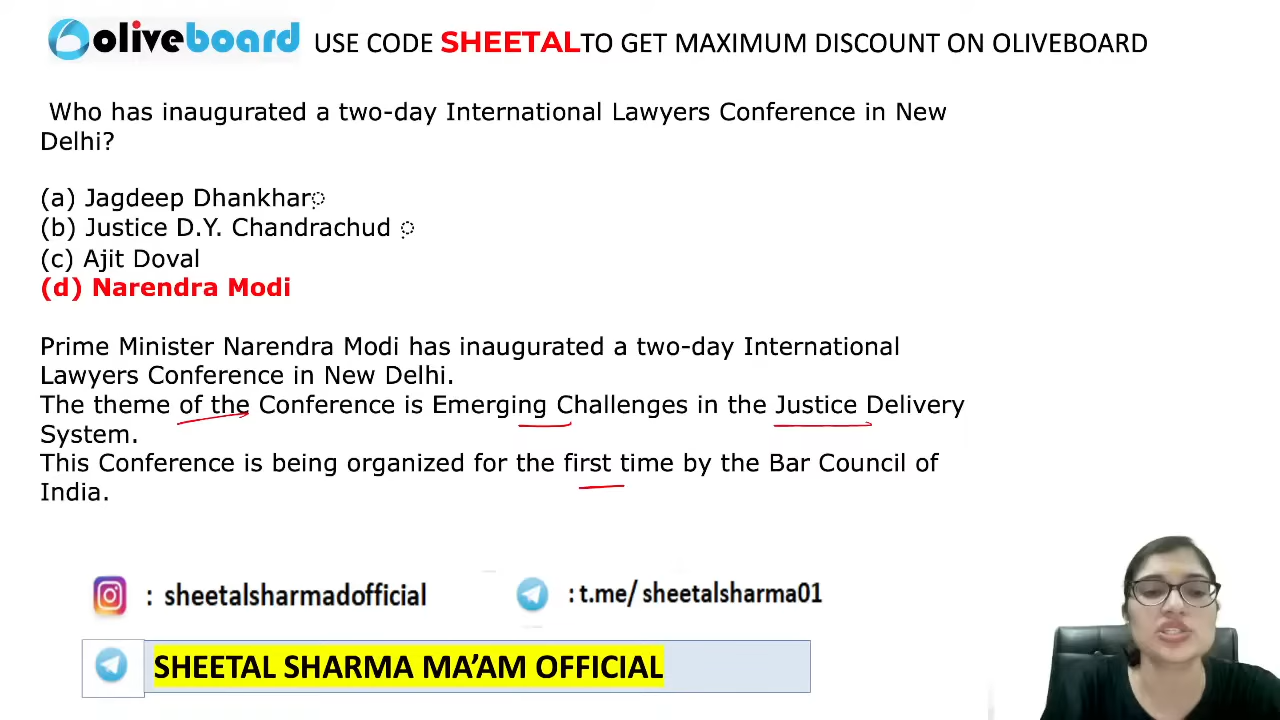 oliveboard USE CODE SHEETAL TO GET MAXIMUM DISCOUNT ON OLIVEBOARD
Who has inaugurated a two-day International Lawyers Conference in New
Delhi?
(a) Jagdeep Dhankhar़
(b) Justice D.Y. Chandrachud ़
(c) Ajit Doval
(d) Narendra Modi
Prime Minister Narendra Modi has inaugurated a two-day International
Lawyers Conference in New Delhi.
The theme of the Conference is Emerging Challenges in the Justice Delivery
System.
This Conference is being organized for the first time by the Bar Council of
India.
: sheetalsharmadofficial : t.me/ sheetalsharma01
SHEETAL SHARMA MA’AM OFFICIAL